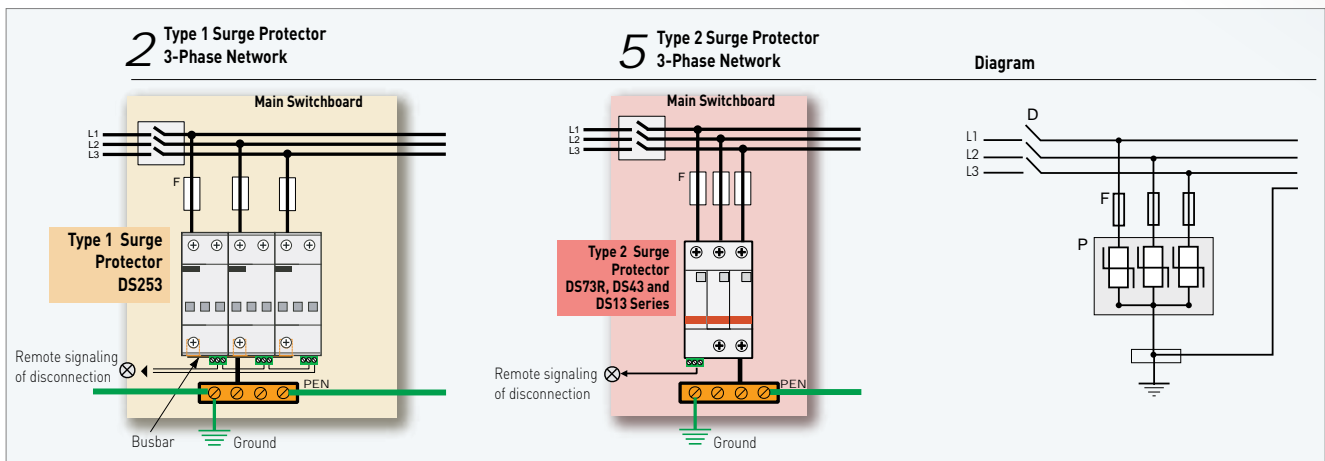 2 Type 1 Surge Protector
3-Phase Network
Main Switchboard
L1
L2
L3
F
Type 1 Surge
Protector
DS253
Remote signaling
of disconnection
PEN
Busbar
Ground
5 Type 2 Surge Protector
3-Phase Network
Main Switchboard
L1
L2
L3
F
Type 2 Surge
Protector
DS73R, DS43 and
DS13 Series
Remote signaling
of disconnection
PEN
Ground
Diagram
D
L1
L2
L3
F
P